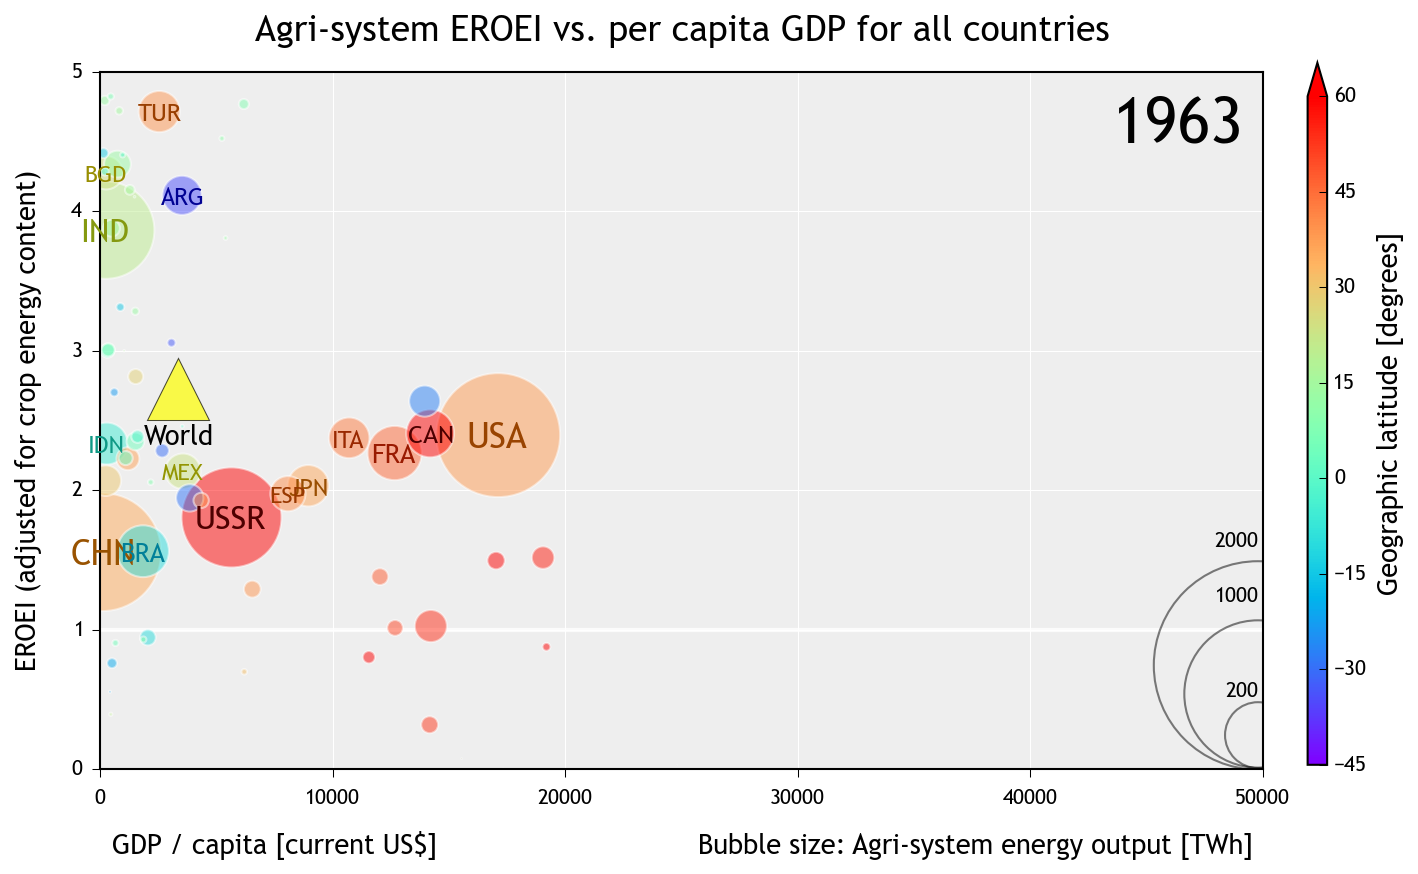 Agri-system EROEI vs. per capita GDP for all countries
1963
EROEI (adjusted for crop energy content)
5
4
3
2
1
0
TUR
BGD
ARG
IND
World
IDN
MEX
ITA
FRA
CAN
USA
ESP
JPN
USSR
CHN
BRA
2000
1000
200
0
10000
20000
30000
40000
50000
GDP / capita [current US$]
Bubble size: Agri-system energy output [TWh]
60
45
30
15
0
−15
−30
−45
Geographic latitude [degrees]